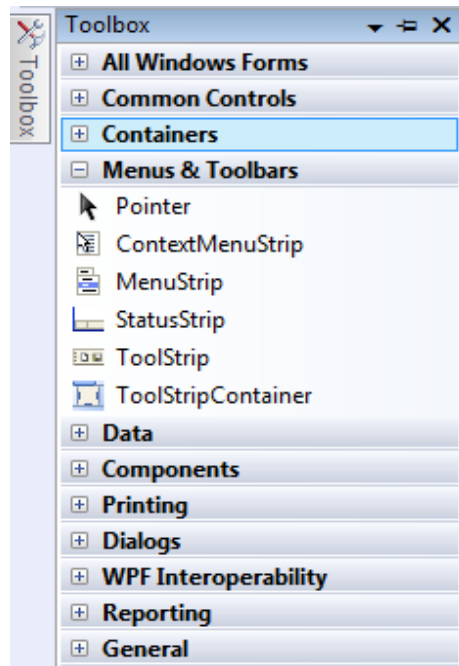 Toolbox
Toolbox
All Windows Forms
Common Controls
Containers
Menus & Toolbars
Pointer
ContextMenuStrip
MenuStrip
StatusStrip
ToolStrip
ToolStripContainer
Data
Components
Printing
Dialogs
WPF Interoperability
Reporting
General